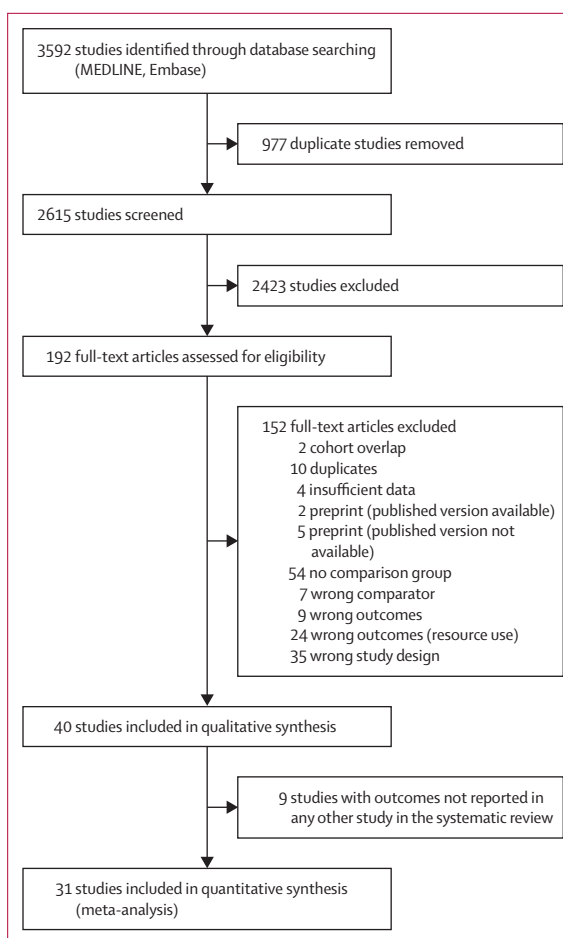 3592 studies identified through database searching
(MEDLINE, Embase)
977 duplicate studies removed
2615 studies screened
2423 studies excluded
192 full-text articles assessed for eligibility
152 full-text articles excluded
2 cohort overlap
10 duplicates
4 insufficient data
2 preprint (published version available)
5 preprint (published version not
available)
54 no comparison group
7 wrong comparator
9 wrong outcomes
24 wrong outcomes (resource use)
35 wrong study design
40 studies included in qualitative synthesis
9 studies with outcomes not reported in
any other study in the systematic review
31 studies included in quantitative synthesis
(meta-analysis)